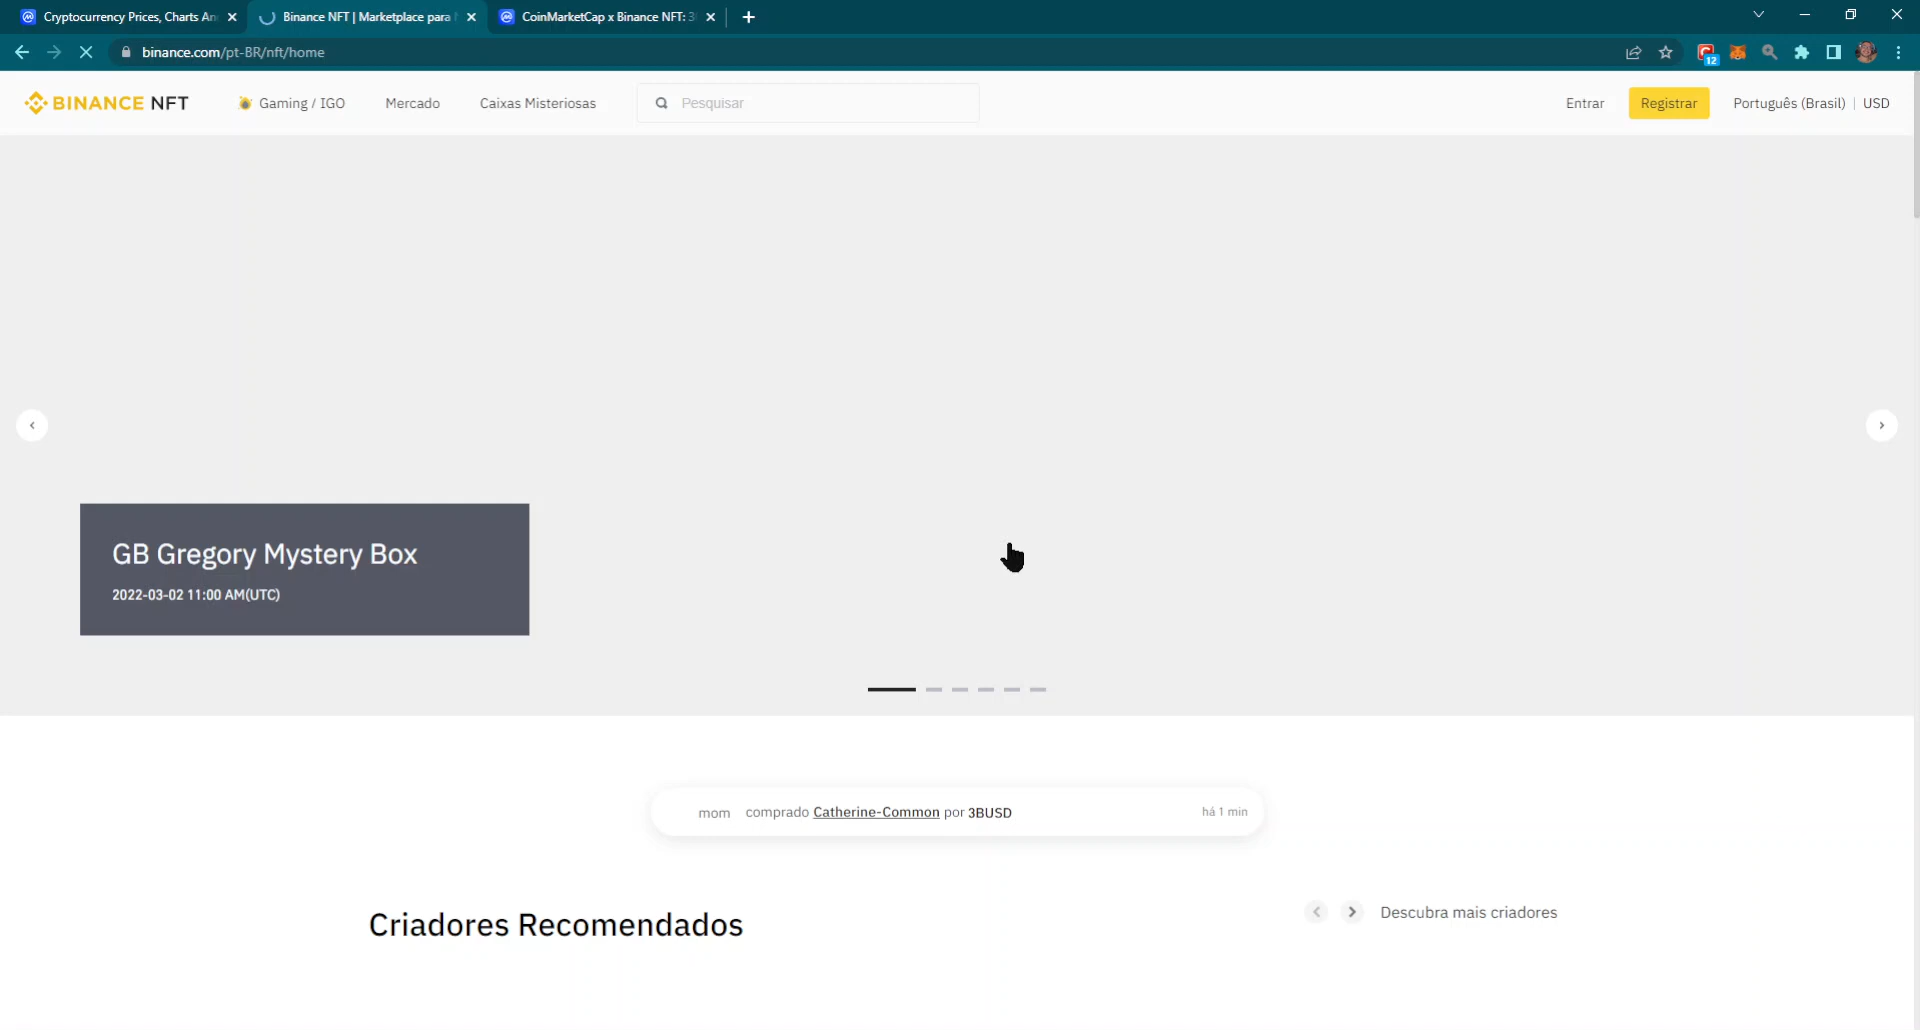 Cryptocurrency Prices, Charts An
Binance NFT | Marketplace para
CoinMarketCap x Binance NFT: 3
binance.com/pt-BR/nft/home
12
BINANCE NFT
Gaming / IGO
Mercado
Caixas Misteriosas
Pesquisar
Entrar
Registrar
Português (Brasil) | USD
GB Gregory Mystery Box
2022-03-02 11:00 AM(UTC)
mom comprado Catherine-Common por 3BUSD
há 1 min
Criadores Recomendados
Descubra mais criadores